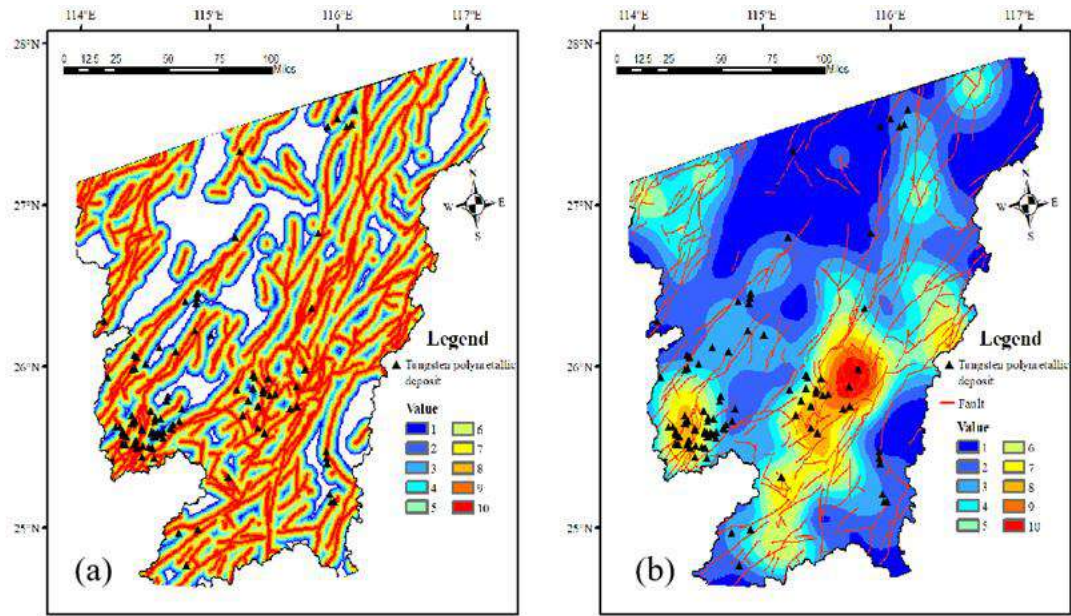 114°E 115°E 116°E 117°E
28°N
0 12.5 25 50 75 100
Miles
27°N
N
W E
S
26°N
Legend
Tungsten polymetallic
deposit
Value
1 6
2 7
3 8
4 9
5 10
25°N
(a)
114°E 115°E 116°E 117°E
28°N
0 12.5 25 50 75 100
Miles
27°N
N
W E
S
26°N
Legend
Tungsten polymetallic
deposit
Fault
Value
1 6
2 7
3 8
4 9
5 10
25°N
(b)